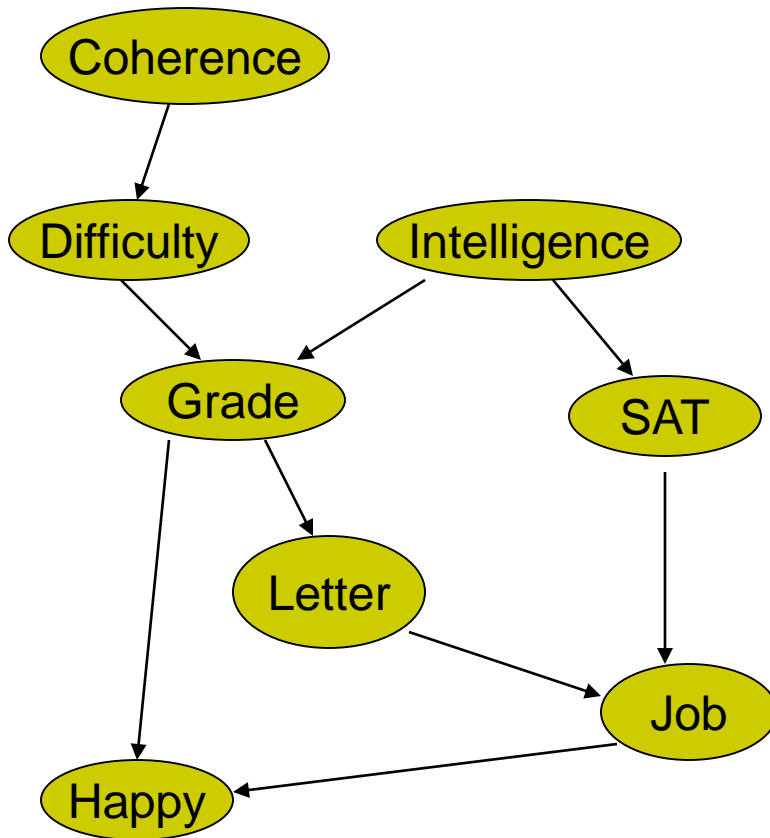 Coherence
Difficulty
Intelligence
Grade
SAT
Letter
Job
Happy